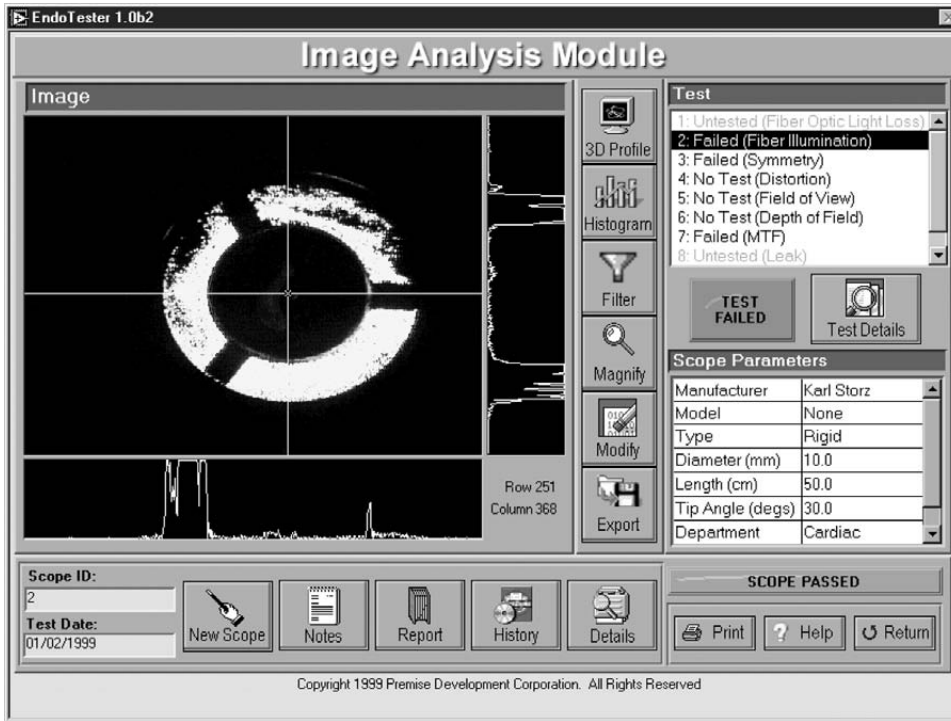 EndoTester 1.0b2
Image Analysis Module
Image
Row 251
Column 368
3D Profile
Histogram
Filter
Magnify
Modify
Export
Test
1: Untested (Fiber Optic Light Loss)
2: Failed (Fiber Illumination)
3: Failed (Symmetry)
4: No Test (Distortion)
5: No Test (Field of View)
6: No Test (Depth of Field)
7: Failed (MTF)
8: Untested (Leak)
TEST
FAILED
Test Details
Scope Parameters
Manufacturer Karl Storz
Model None
Type Rigid
Diameter (mm) 10.0
Length (cm) 50.0
Tip Angle (degs) 30.0
Department Cardiac
Scope ID:
2
Test Date:
01/02/1999
New Scope
Notes
Report
History
Details
SCOPE PASSED
Print
Help
Return
Copyright 1999 Premise Development Corporation. All Rights Reserved